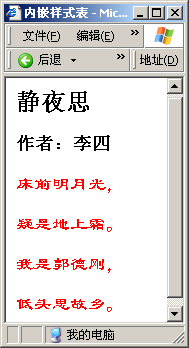 内嵌样式表 - Mic...
文件(F) 编辑(E) »
后退 » 地址(D)
静夜思
作者：李四
床前明月光，
疑是地上霜。
我是郭德刚，
低头思故乡。
我的电脑